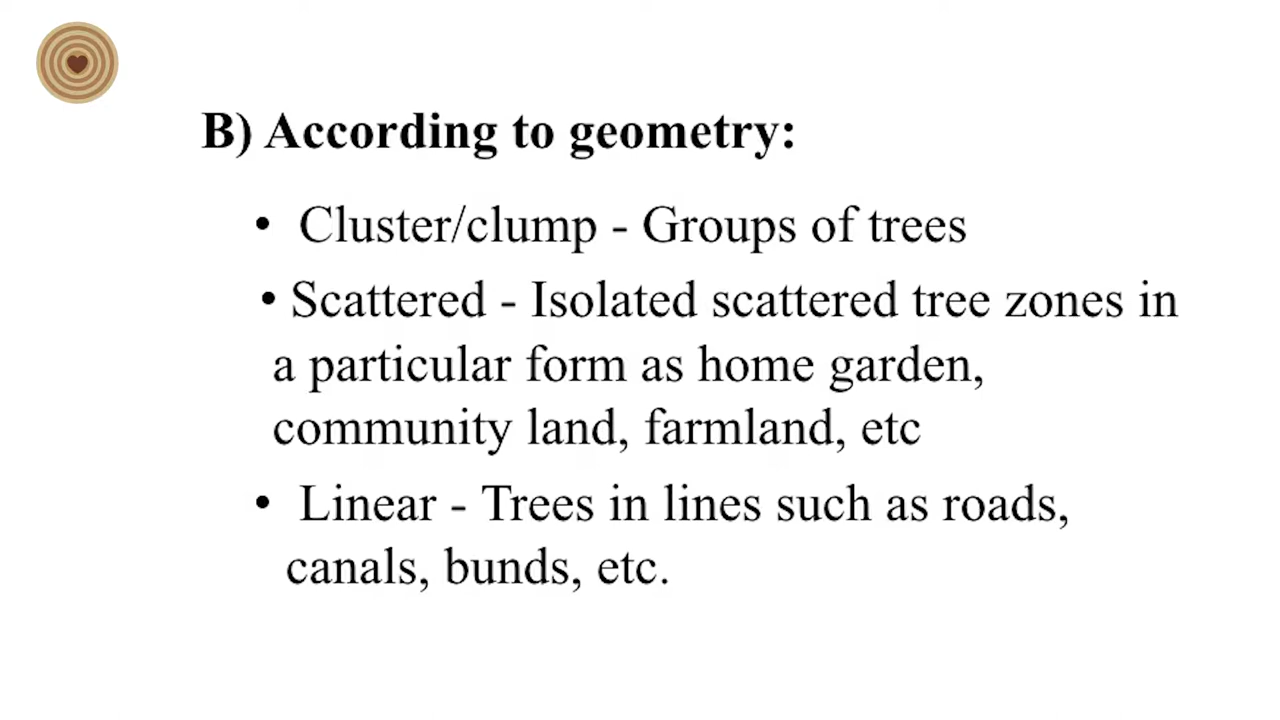 B) According to geometry:
• Cluster/clump - Groups of trees
• Scattered - Isolated scattered tree zones in
a particular form as home garden,
community land, farmland, etc
• Linear - Trees in lines such as roads,
canals, bunds, etc.